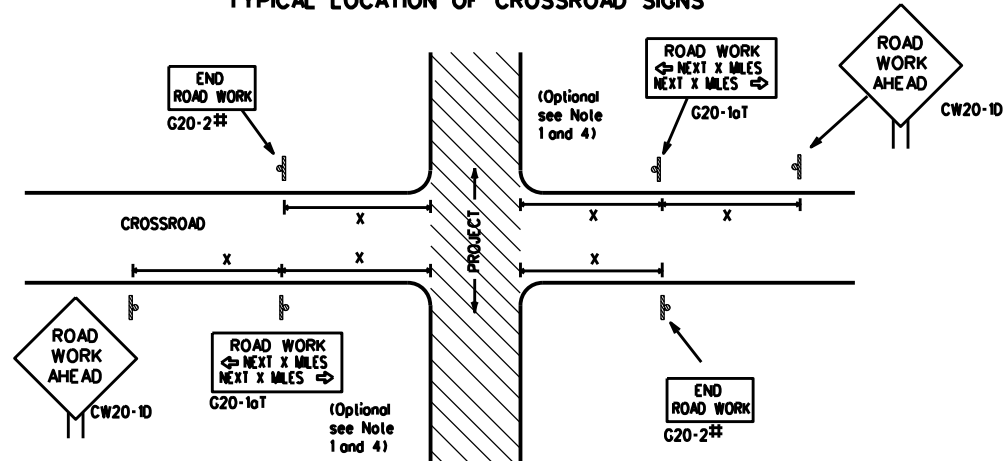 TYPICAL LOCATION OF CROSSROAD SIGNS
END
ROAD WORK
G20-2#
(Optional
see Note
1 and 4)
ROAD WORK
⇦ NEXT X MILES
NEXT X MILES ⇨
G20-1aT
ROAD
WORK
AHEAD
CW20-1D
CROSSROAD
X
X
X
PROJECT
X
X
X
ROAD
WORK
AHEAD
CW20-1D
ROAD WORK
⇦ NEXT X MILES
NEXT X MILES ⇨
G20-1aT
(Optional
see Note
1 and 4)
END
ROAD WORK
G20-2#